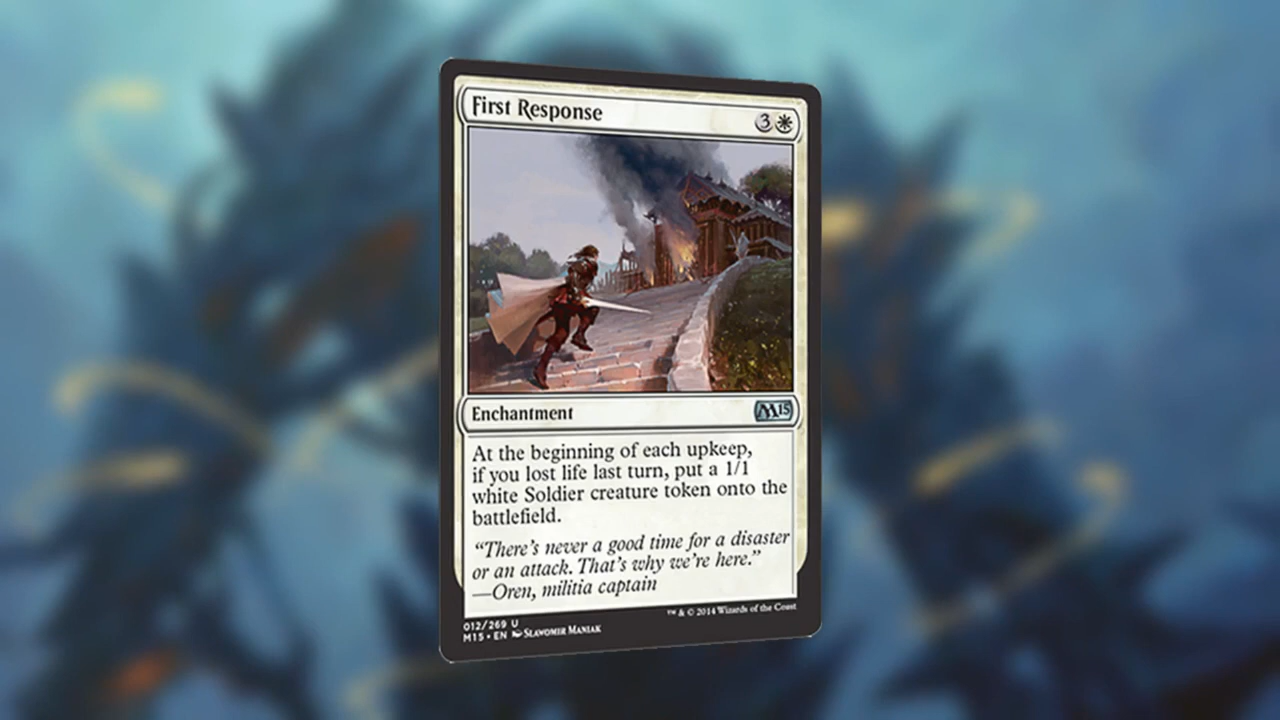 First Response 3
Enchantment M15
At the beginning of each upkeep,
if you lost life last turn, put a 1/1
white Soldier creature token onto the
battlefield.
“There’s never a good time for a disaster
or an attack. That’s why we’re here.”
—Oren, militia captain
012/269 U
M15 • EN Slawomir Maniak
™ & © 2014 Wizards of the Coast